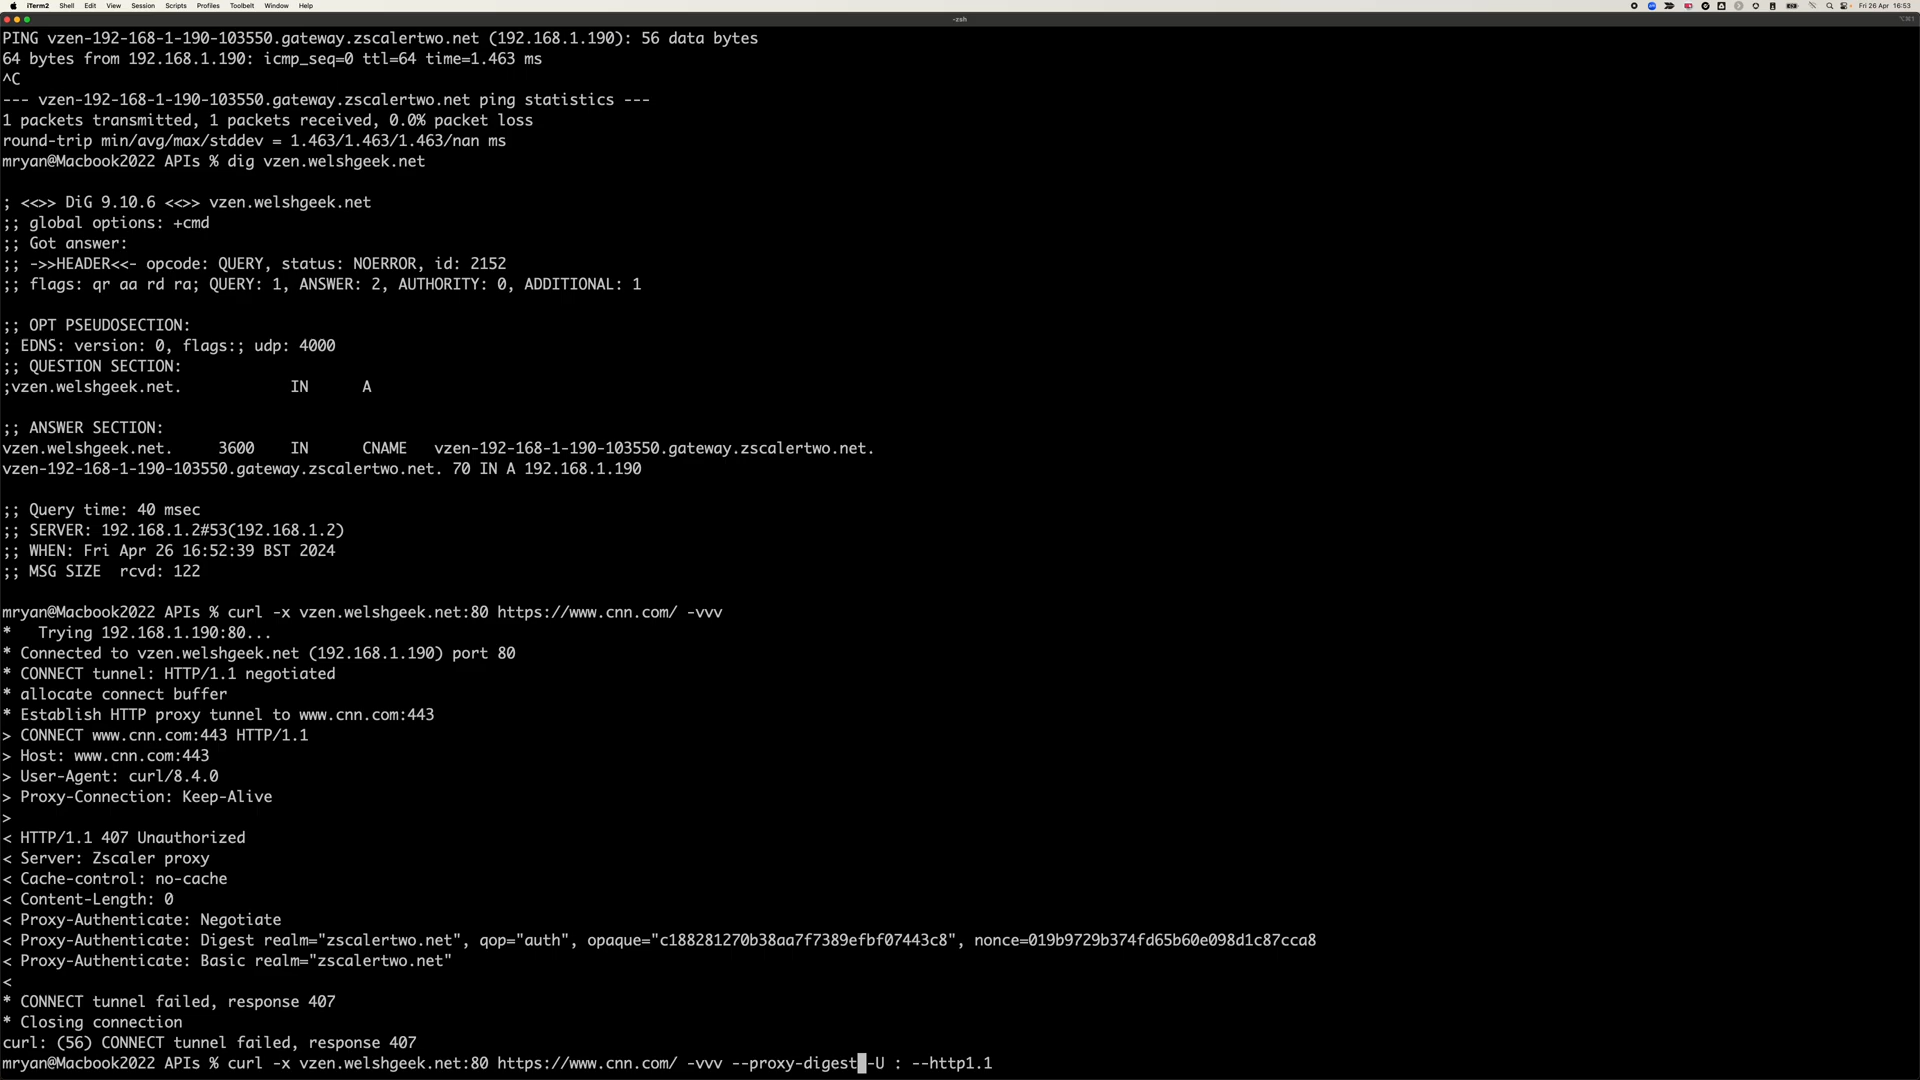 iTerm2 Shell Edit View Session Scripts Profiles Toolbelt Window Help Fri 26 Apr 16:53
-zsh
PING vzen-192-168-1-190-103550.gateway.zscalertwo.net (192.168.1.190): 56 data bytes
64 bytes from 192.168.1.190: icmp_seq=0 ttl=64 time=1.463 ms
^C
--- vzen-192-168-1-190-103550.gateway.zscalertwo.net ping statistics ---
1 packets transmitted, 1 packets received, 0.0% packet loss
round-trip min/avg/max/stddev = 1.463/1.463/1.463/nan ms
mryan@Macbook2022 APIs % dig vzen.welshgeek.net
; <<>> DiG 9.10.6 <<>> vzen.welshgeek.net
;; global options: +cmd
;; Got answer:
;; ->>HEADER<<- opcode: QUERY, status: NOERROR, id: 2152
;; flags: qr aa rd ra; QUERY: 1, ANSWER: 2, AUTHORITY: 0, ADDITIONAL: 1
;; OPT PSEUDOSECTION:
; EDNS: version: 0, flags:; udp: 4000
;; QUESTION SECTION:
;vzen.welshgeek.net. IN A
;; ANSWER SECTION:
vzen.welshgeek.net. 3600 IN CNAME vzen-192-168-1-190-103550.gateway.zscalertwo.net.
vzen-192-168-1-190-103550.gateway.zscalertwo.net. 70 IN A 192.168.1.190
;; Query time: 40 msec
;; SERVER: 192.168.1.2#53(192.168.1.2)
;; WHEN: Fri Apr 26 16:52:39 BST 2024
;; MSG SIZE rcvd: 122
mryan@Macbook2022 APIs % curl -x vzen.welshgeek.net:80 https://www.cnn.com/ -vvv
* Trying 192.168.1.190:80...
* Connected to vzen.welshgeek.net (192.168.1.190) port 80
* CONNECT tunnel: HTTP/1.1 negotiated
* allocate connect buffer
* Establish HTTP proxy tunnel to www.cnn.com:443
> CONNECT www.cnn.com:443 HTTP/1.1
> Host: www.cnn.com:443
> User-Agent: curl/8.4.0
> Proxy-Connection: Keep-Alive
>
< HTTP/1.1 407 Unauthorized
< Server: Zscaler proxy
< Cache-control: no-cache
< Content-Length: 0
< Proxy-Authenticate: Negotiate
< Proxy-Authenticate: Digest realm="zscalertwo.net", qop="auth", opaque="c188281270b38aa7f7389efbf07443c8", nonce=019b9729b374fd65b60e098d1c87cca8
< Proxy-Authenticate: Basic realm="zscalertwo.net"
<
* CONNECT tunnel failed, response 407
* Closing connection
curl: (56) CONNECT tunnel failed, response 407
mryan@Macbook2022 APIs % curl -x vzen.welshgeek.net:80 https://www.cnn.com/ -vvv --proxy-digest -U : --http1.1